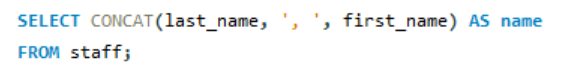 SELECT CONCAT(last_name, ', ', first_name) AS name
FROM staff;